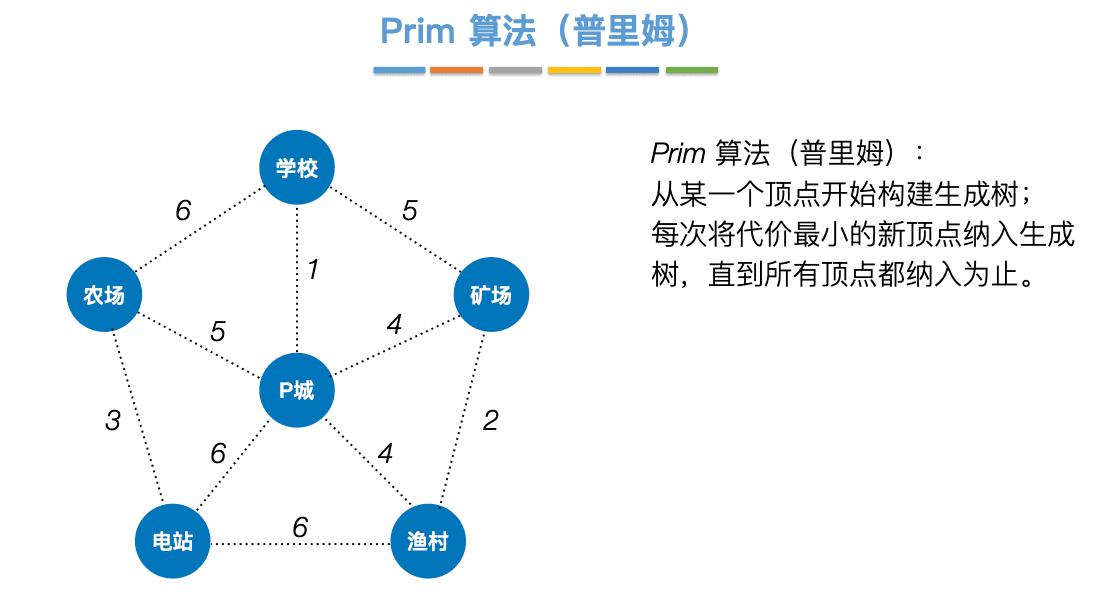 Prim 算法（普里姆）
Prim 算法（普里姆）：
从某一个顶点开始构建生成树；
每次将代价最小的新顶点纳入生成
树，直到所有顶点都纳入为止。
学校
6
5
1
农场
矿场
5
4
P城
3
2
6
4
6
电站
渔村